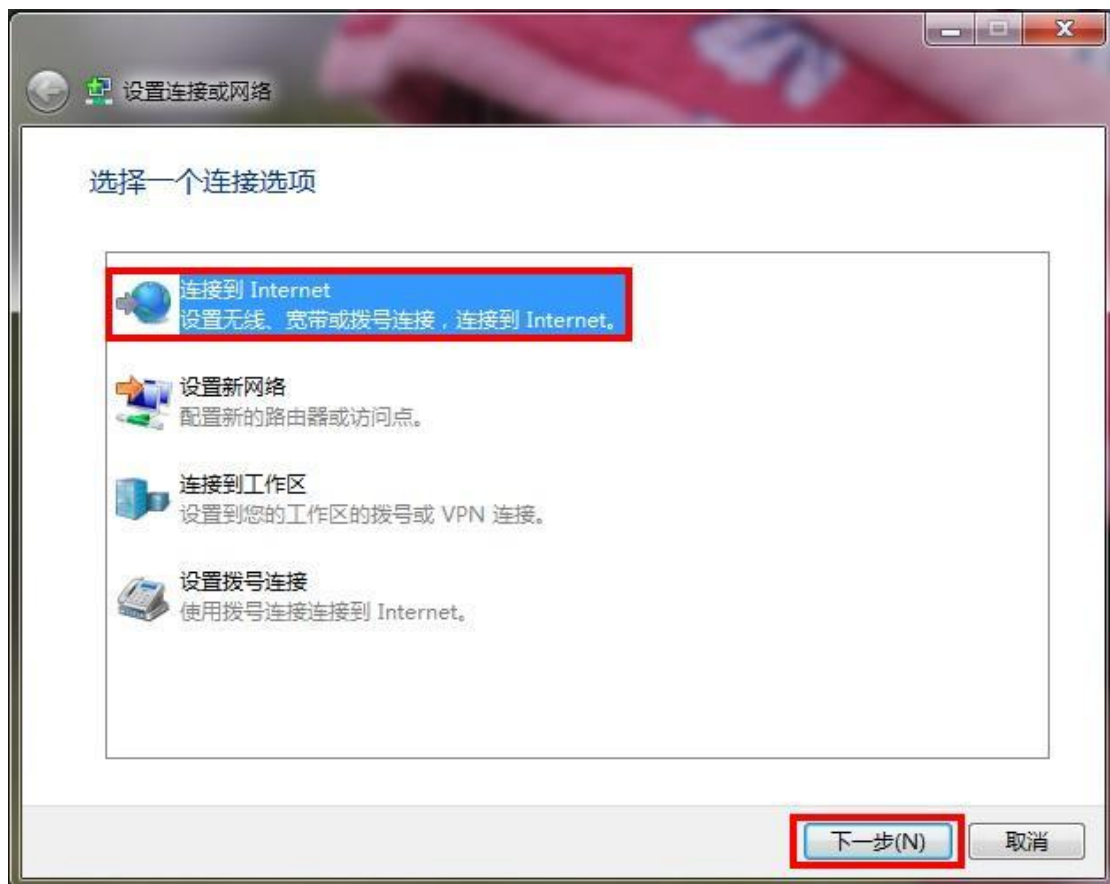 设置连接或网络
选择一个连接选项
连接到 Internet
设置无线、宽带或拨号连接，连接到 Internet。
设置新网络
配置新的路由器或访问点。
连接到工作区
设置到您的工作区的拨号或 VPN 连接。
设置拨号连接
使用拨号连接连接到 Internet。
下一步(N)
取消